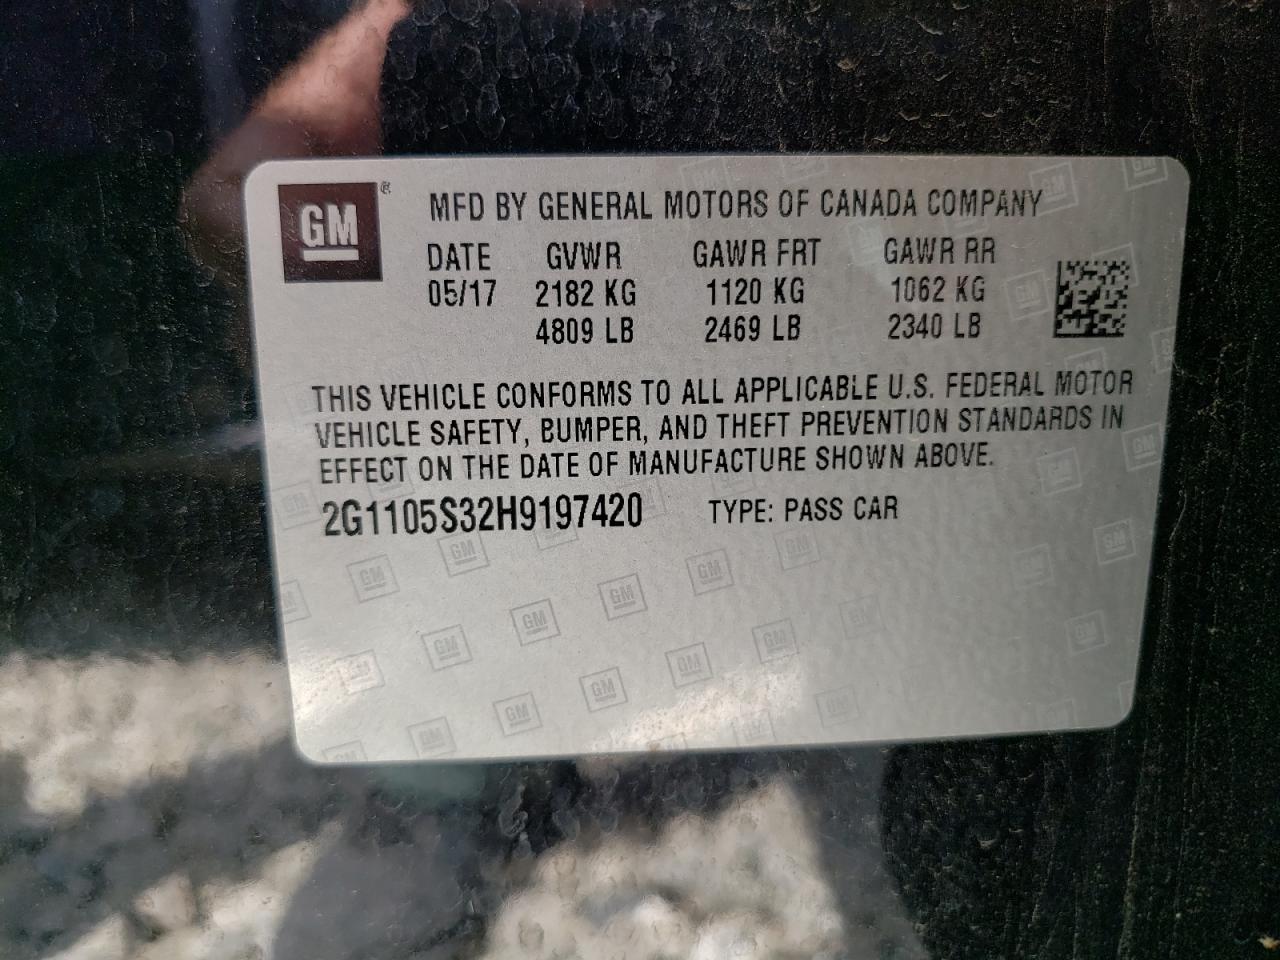 GM ® MFD BY GENERAL MOTORS OF CANADA COMPANY
DATE GVWR GAWR FRT GAWR RR
05/17 2182 KG 1120 KG 1062 KG
4809 LB 2469 LB 2340 LB
THIS VEHICLE CONFORMS TO ALL APPLICABLE U.S. FEDERAL MOTOR
VEHICLE SAFETY, BUMPER, AND THEFT PREVENTION STANDARDS IN
EFFECT ON THE DATE OF MANUFACTURE SHOWN ABOVE.
2G1105S32H9197420 TYPE: PASS CAR